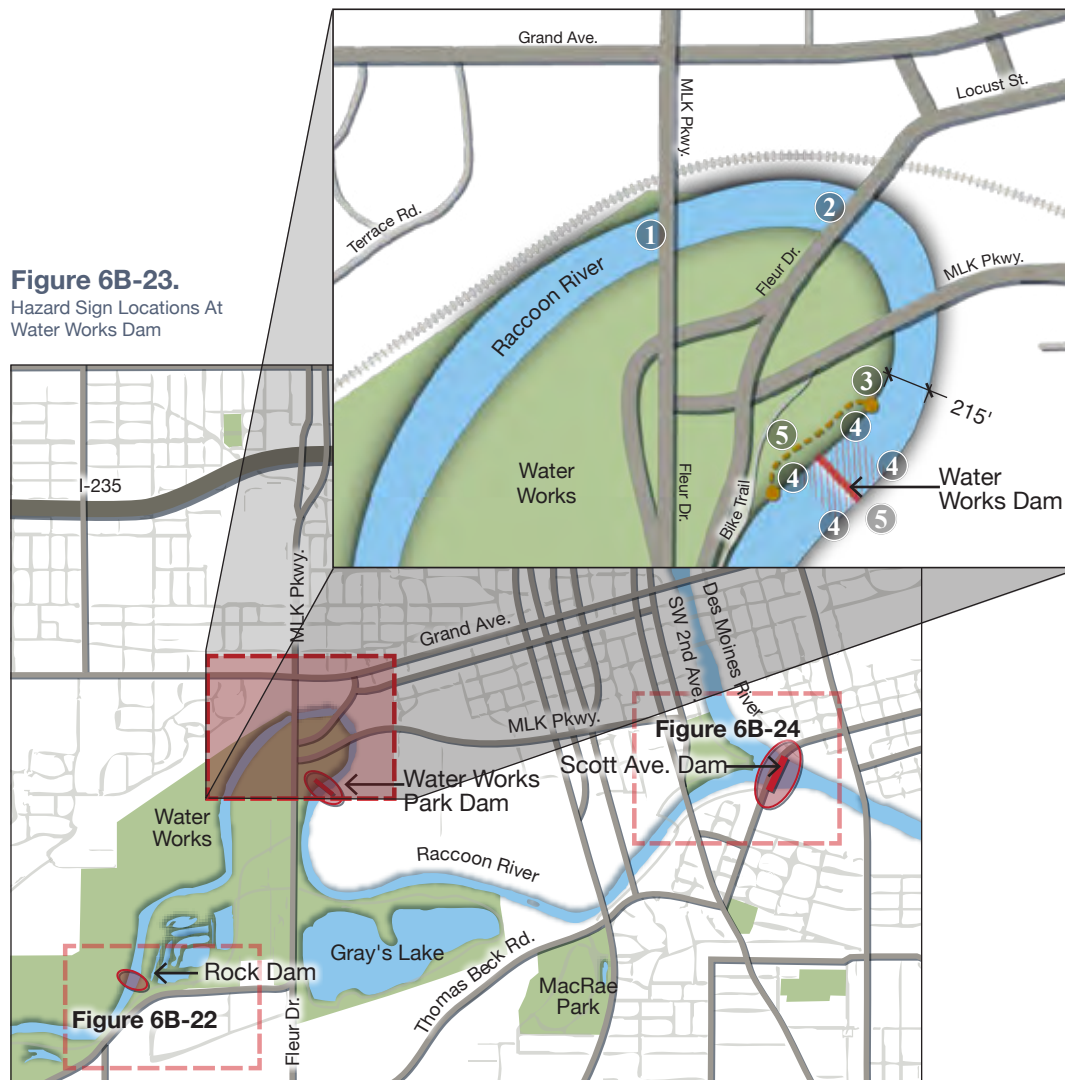 Grand Ave.
Locust St.
MLK Pkwy.
Terrace Rd.
1
2
Raccoon River
Fleur Dr.
MLK Pkwy.
Figure 6B-23.
Hazard Sign Locations At
Water Works Dam
3
215'
4
5
4
4
Water
Works Dam
4
5
Water
Works
Fleur Dr.
Bike Trail
I-235
MLK Pkwy.
Grand Ave.
SW 2nd Ave.
Des Moines River
MLK Pkwy.
Figure 6B-24
Scott Ave. Dam
Water Works
Park Dam
Water
Works
Raccoon River
Gray's Lake
Rock Dam
Thomas Beck Rd.
MacRae
Park
Figure 6B-22
Fleur Dr.